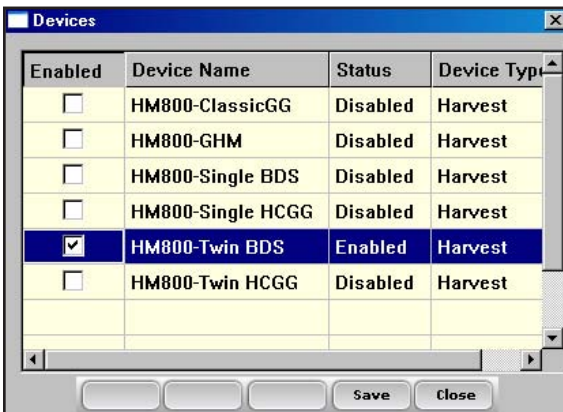 Devices
Enabled Device Name Status Device Type
HM800-ClassicGG Disabled Harvest
HM800-GHM Disabled Harvest
HM800-Single BDS Disabled Harvest
HM800-Single HCGG Disabled Harvest
HM800-Twin BDS Enabled Harvest
HM800-Twin HCGG Disabled Harvest
Save Close